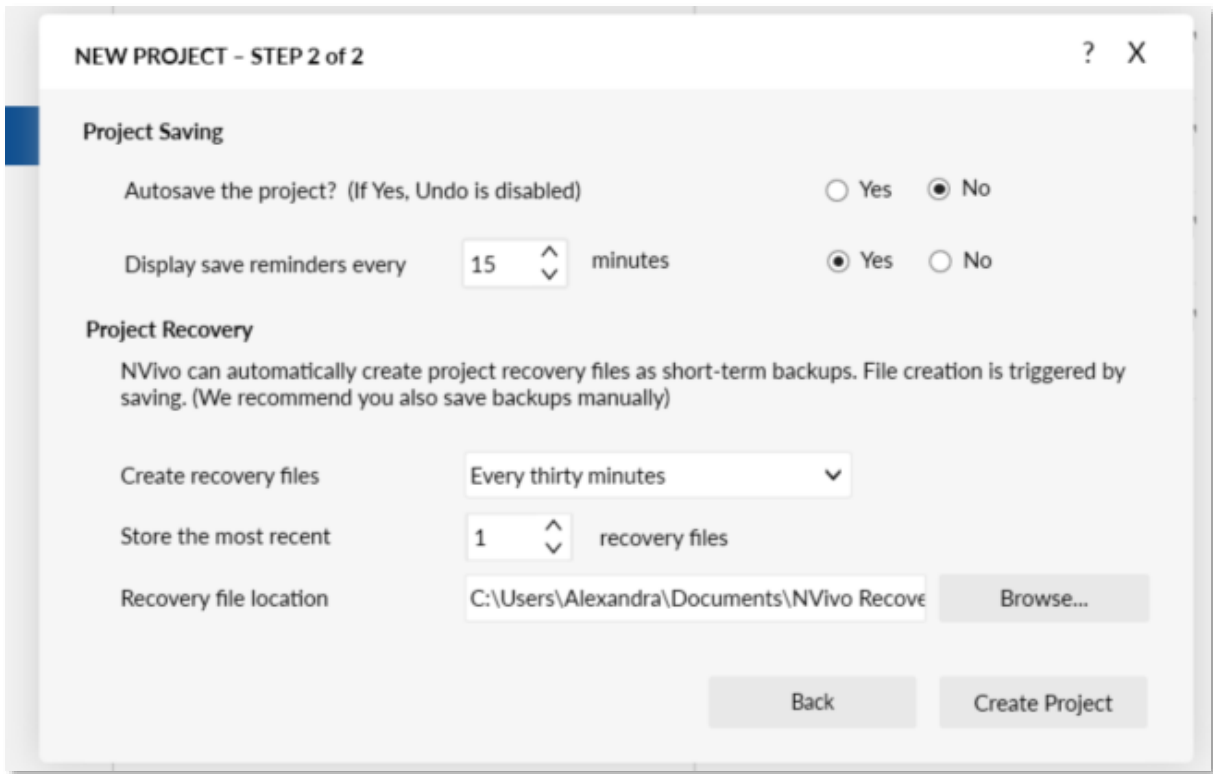 NEW PROJECT – STEP 2 of 2 ? X
Project Saving
Autosave the project? (If Yes, Undo is disabled) Yes No
Display save reminders every 15 minutes Yes No
Project Recovery
NVivo can automatically create project recovery files as short-term backups. File creation is triggered by
saving. (We recommend you also save backups manually)
Create recovery files Every thirty minutes
Store the most recent 1 recovery files
Recovery file location C:\Users\Alexandra\Documents\NVivo Recove Browse...
Back Create Project